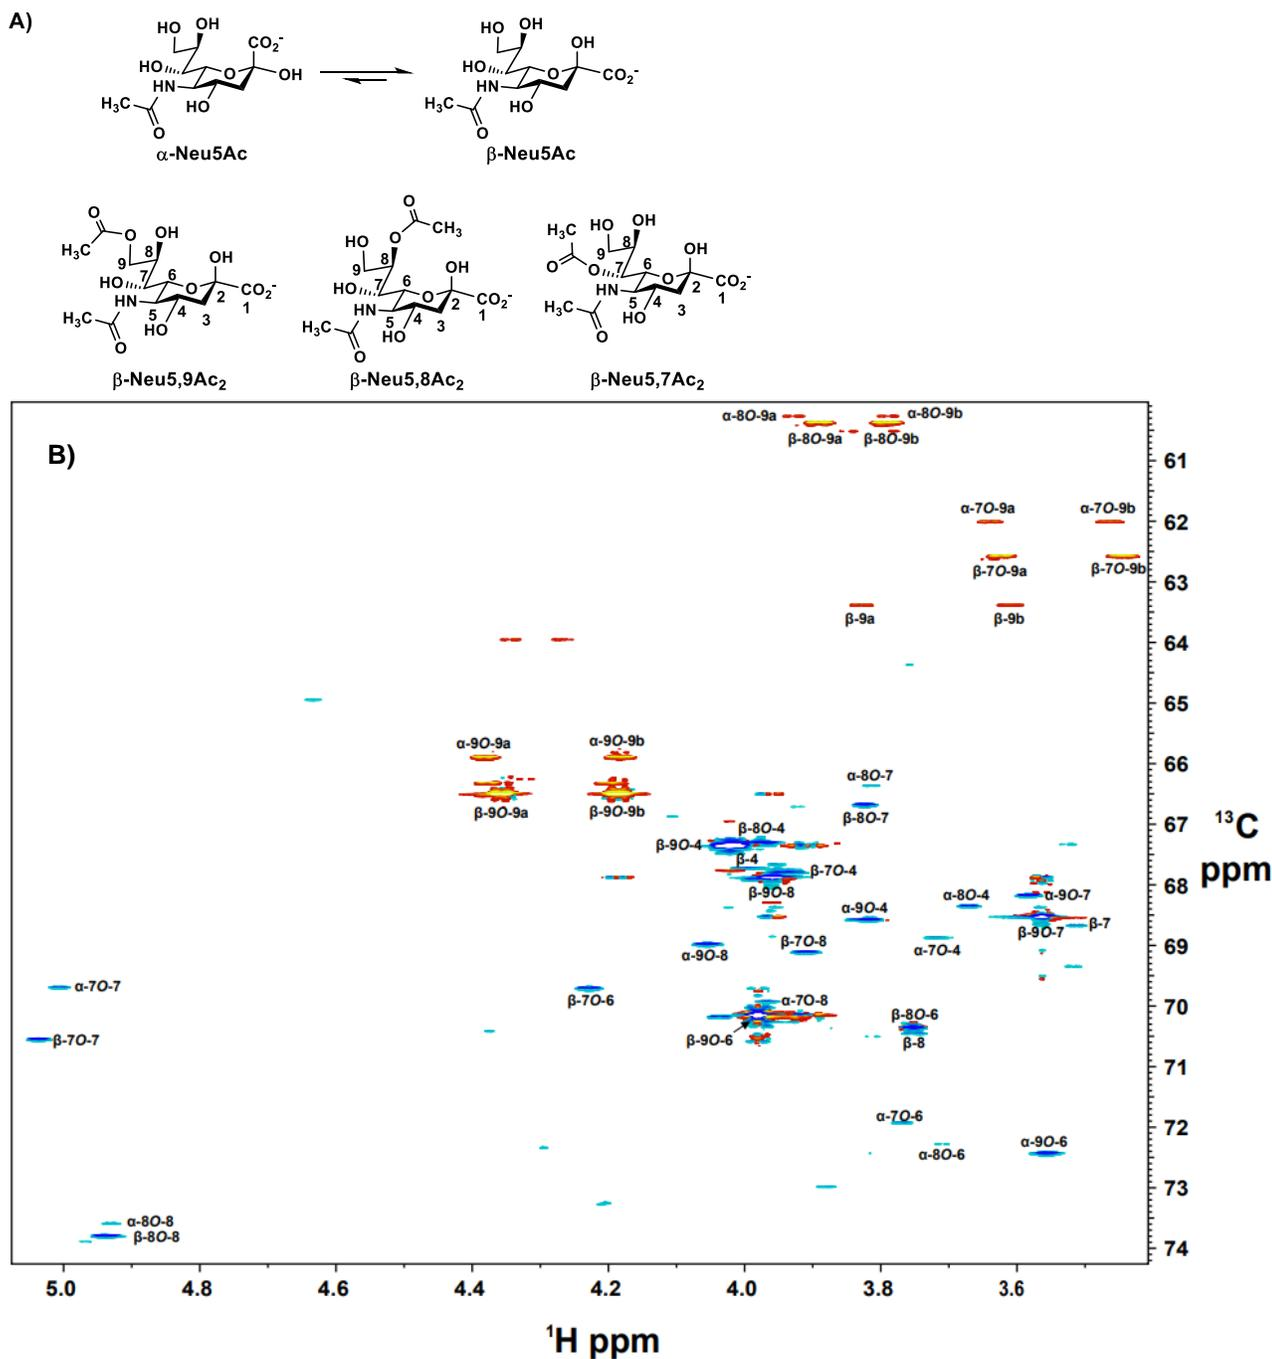 A)
HO OH CO₂⁻
HO O OH
HN
H₃C HO
O
α-Neu5Ac
HO OH OH
HO O CO₂⁻
HN
H₃C HO
O
β-Neu5Ac
O
O OH
H₃C 8 OH
9 6
HO 7 O CO₂⁻
HN 2
H₃C 5 4 3 1
HO
O
β-Neu5,9Ac₂
O
CH₃
HO O
8 OH
9 6
HO 7 O CO₂⁻
HN 2
H₃C 5 4 3 1
HO
O
β-Neu5,8Ac₂
H₃C HO OH
8 OH
O 9 6
O 7 O CO₂⁻
HN 2
H₃C 5 4 3 1
HO
O
β-Neu5,7Ac₂
B)
α-8O-9a α-8O-9b
β-8O-9a β-8O-9b
61
α-7O-9a α-7O-9b
62
β-7O-9a β-7O-9b
63
β-9a β-9b
64
65
α-9O-9a α-9O-9b
66
α-8O-7
β-9O-9a β-9O-9b β-8O-7
67
β-8O-4
β-9O-4
β-4 β-7O-4
68
β-9O-8 α-8O-4 α-9O-7
α-9O-4
β-9O-7 β-7
69
α-9O-8 β-7O-8 α-7O-4
α-7O-7
β-7O-6 α-7O-8
70
β-8O-6
β-7O-7 β-9O-6 β-8
71
α-7O-6
72
α-8O-6 α-9O-6
73
α-8O-8
β-8O-8
74
¹³C
ppm
5.0 4.8 4.6 4.4 4.2 4.0 3.8 3.6
¹H ppm